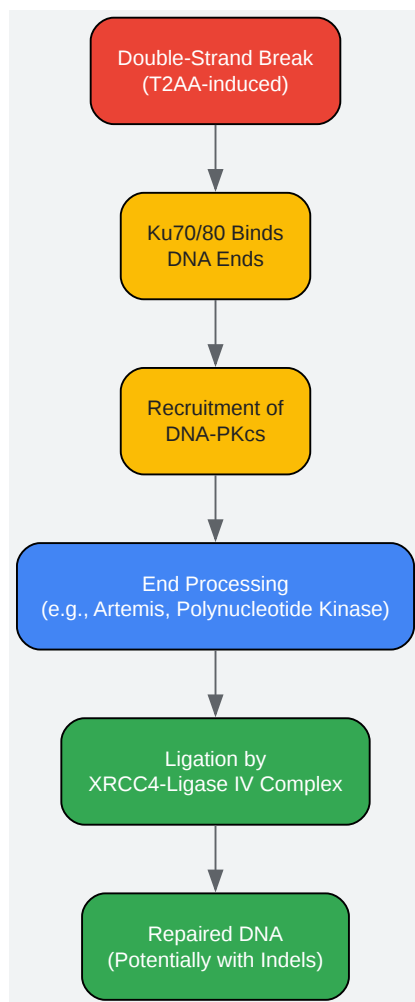 Double-Strand Break
(T2AA-induced)
Ku70/80 Binds
DNA Ends
Recruitment of
DNA-PKcs
End Processing
(e.g., Artemis, Polynucleotide Kinase)
Ligation by
XRCC4-Ligase IV Complex
Repaired DNA
(Potentially with Indels)